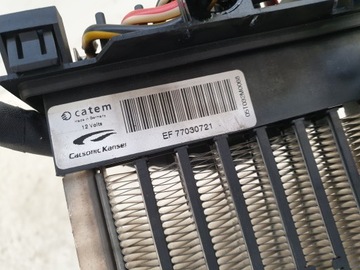 catem
made in Germany
12 Volts
Calsonic Kansei
EF 77030721